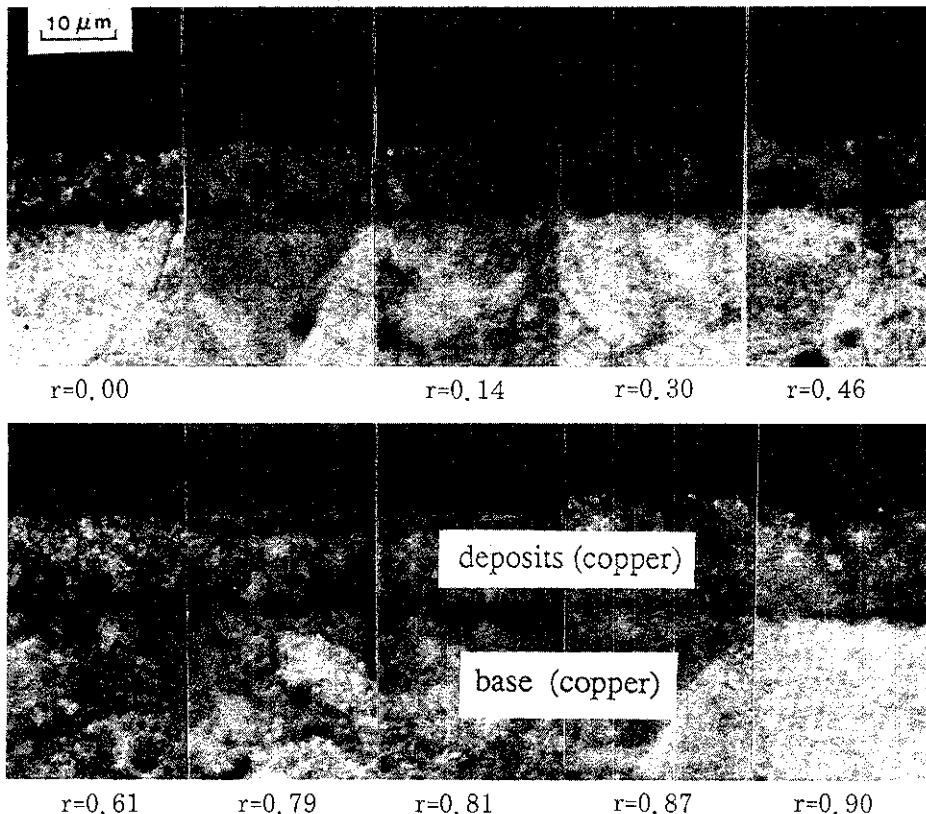 10 μm
r=0.00 r=0.14 r=0.30 r=0.46
deposits (copper)
base (copper)
r=0.61 r=0.79 r=0.81 r=0.87 r=0.90